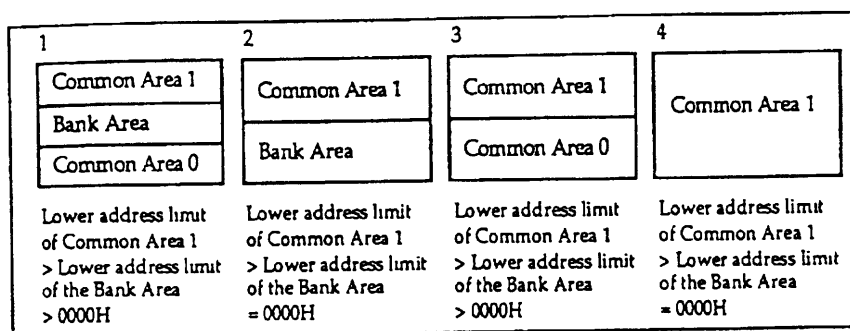 1
Common Area 1
Bank Area
Common Area 0
Lower address limit
of Common Area 1
> Lower address limit
of the Bank Area
> 0000H
2
Common Area 1
Bank Area
Lower address limit
of Common Area 1
> Lower address limit
of the Bank Area
= 0000H
3
Common Area 1
Common Area 0
Lower address limit
of Common Area 1
> Lower address limit
of the Bank Area
> 0000H
4
Common Area 1
Lower address limit
of Common Area 1
> Lower address limit
of the Bank Area
= 0000H